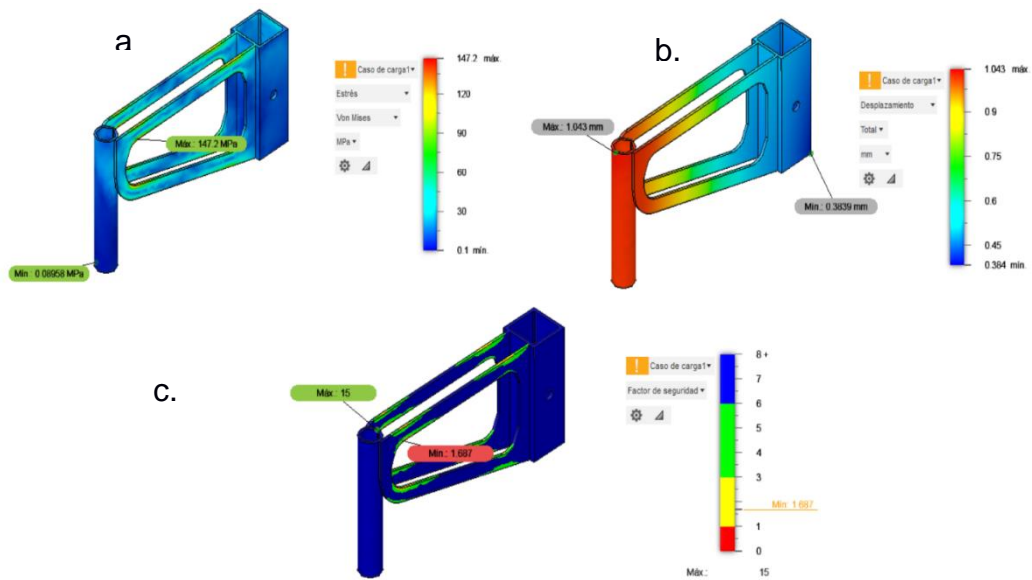 a
Caso de carga1
Estrés
Von Mises
MPa
147.2 máx.
120
90
60
30
0.1 mín.
Máx.: 147.2 MPa
Mín.: 0.08958 MPa
b.
Caso de carga1
Desplazamiento
Total
mm
1.043 máx.
0.9
0.75
0.6
0.45
0.384 mín.
Máx.: 1.043 mm
Mín.: 0.3839 mm
c.
Caso de carga1
Factor de seguridad
8 +
7
6
5
4
3
2
Mín: 1.687
1
0
Máx.: 15
Máx.: 15
Mín.: 1.687